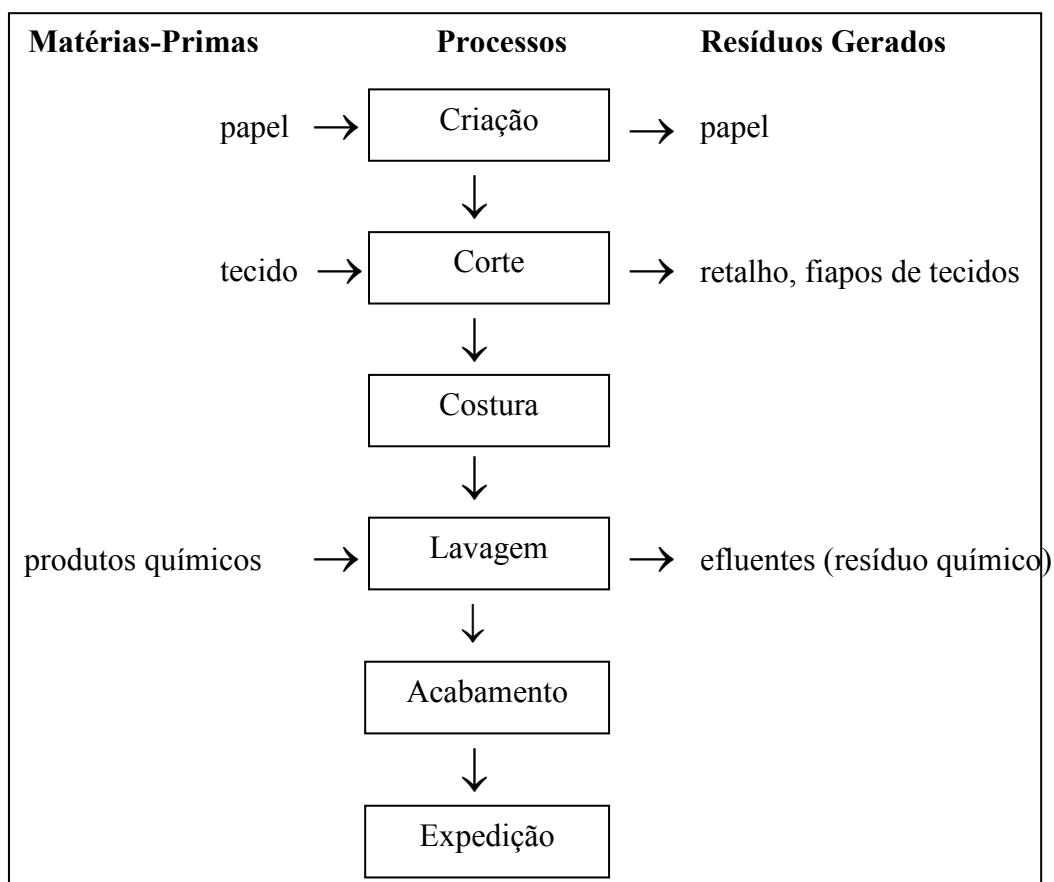 Matérias-Primas Processos Resíduos Gerados
papel → Criação → papel
↓
tecido → Corte → retalho, fiapos de tecidos
↓
Costura
↓
produtos químicos → Lavagem → efluentes (resíduo químico)
↓
Acabamento
↓
Expedição